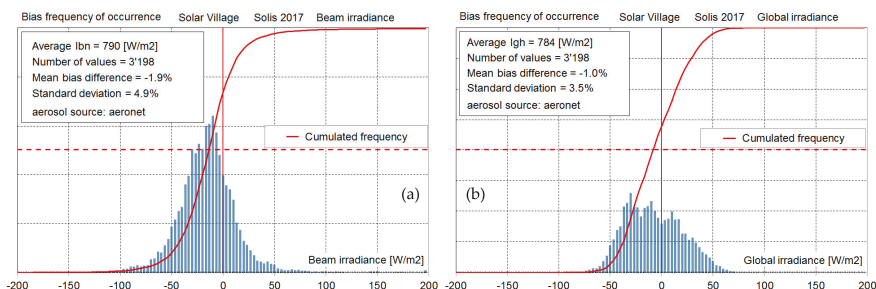 Bias frequency of occurrence Solar Village Solis 2017 Beam irradiance
Average Ibn = 790 [W/m2]
Number of values = 3'198
Mean bias difference = -1.9%
Standard deviation = 4.9%
aerosol source: aeronet
Cumulated frequency
(a)
Beam irradiance [W/m2]
-200 -150 -100 -50 0 50 100 150 200
Bias frequency of occurrence Solar Village Solis 2017 Global irradiance
Average Igh = 784 [W/m2]
Number of values = 3'198
Mean bias difference = -1.0%
Standard deviation = 3.5%
aerosol source: aeronet
Cumulated frequency
(b)
Global irradiance [W/m2]
-200 -150 -100 -50 0 50 100 150 200